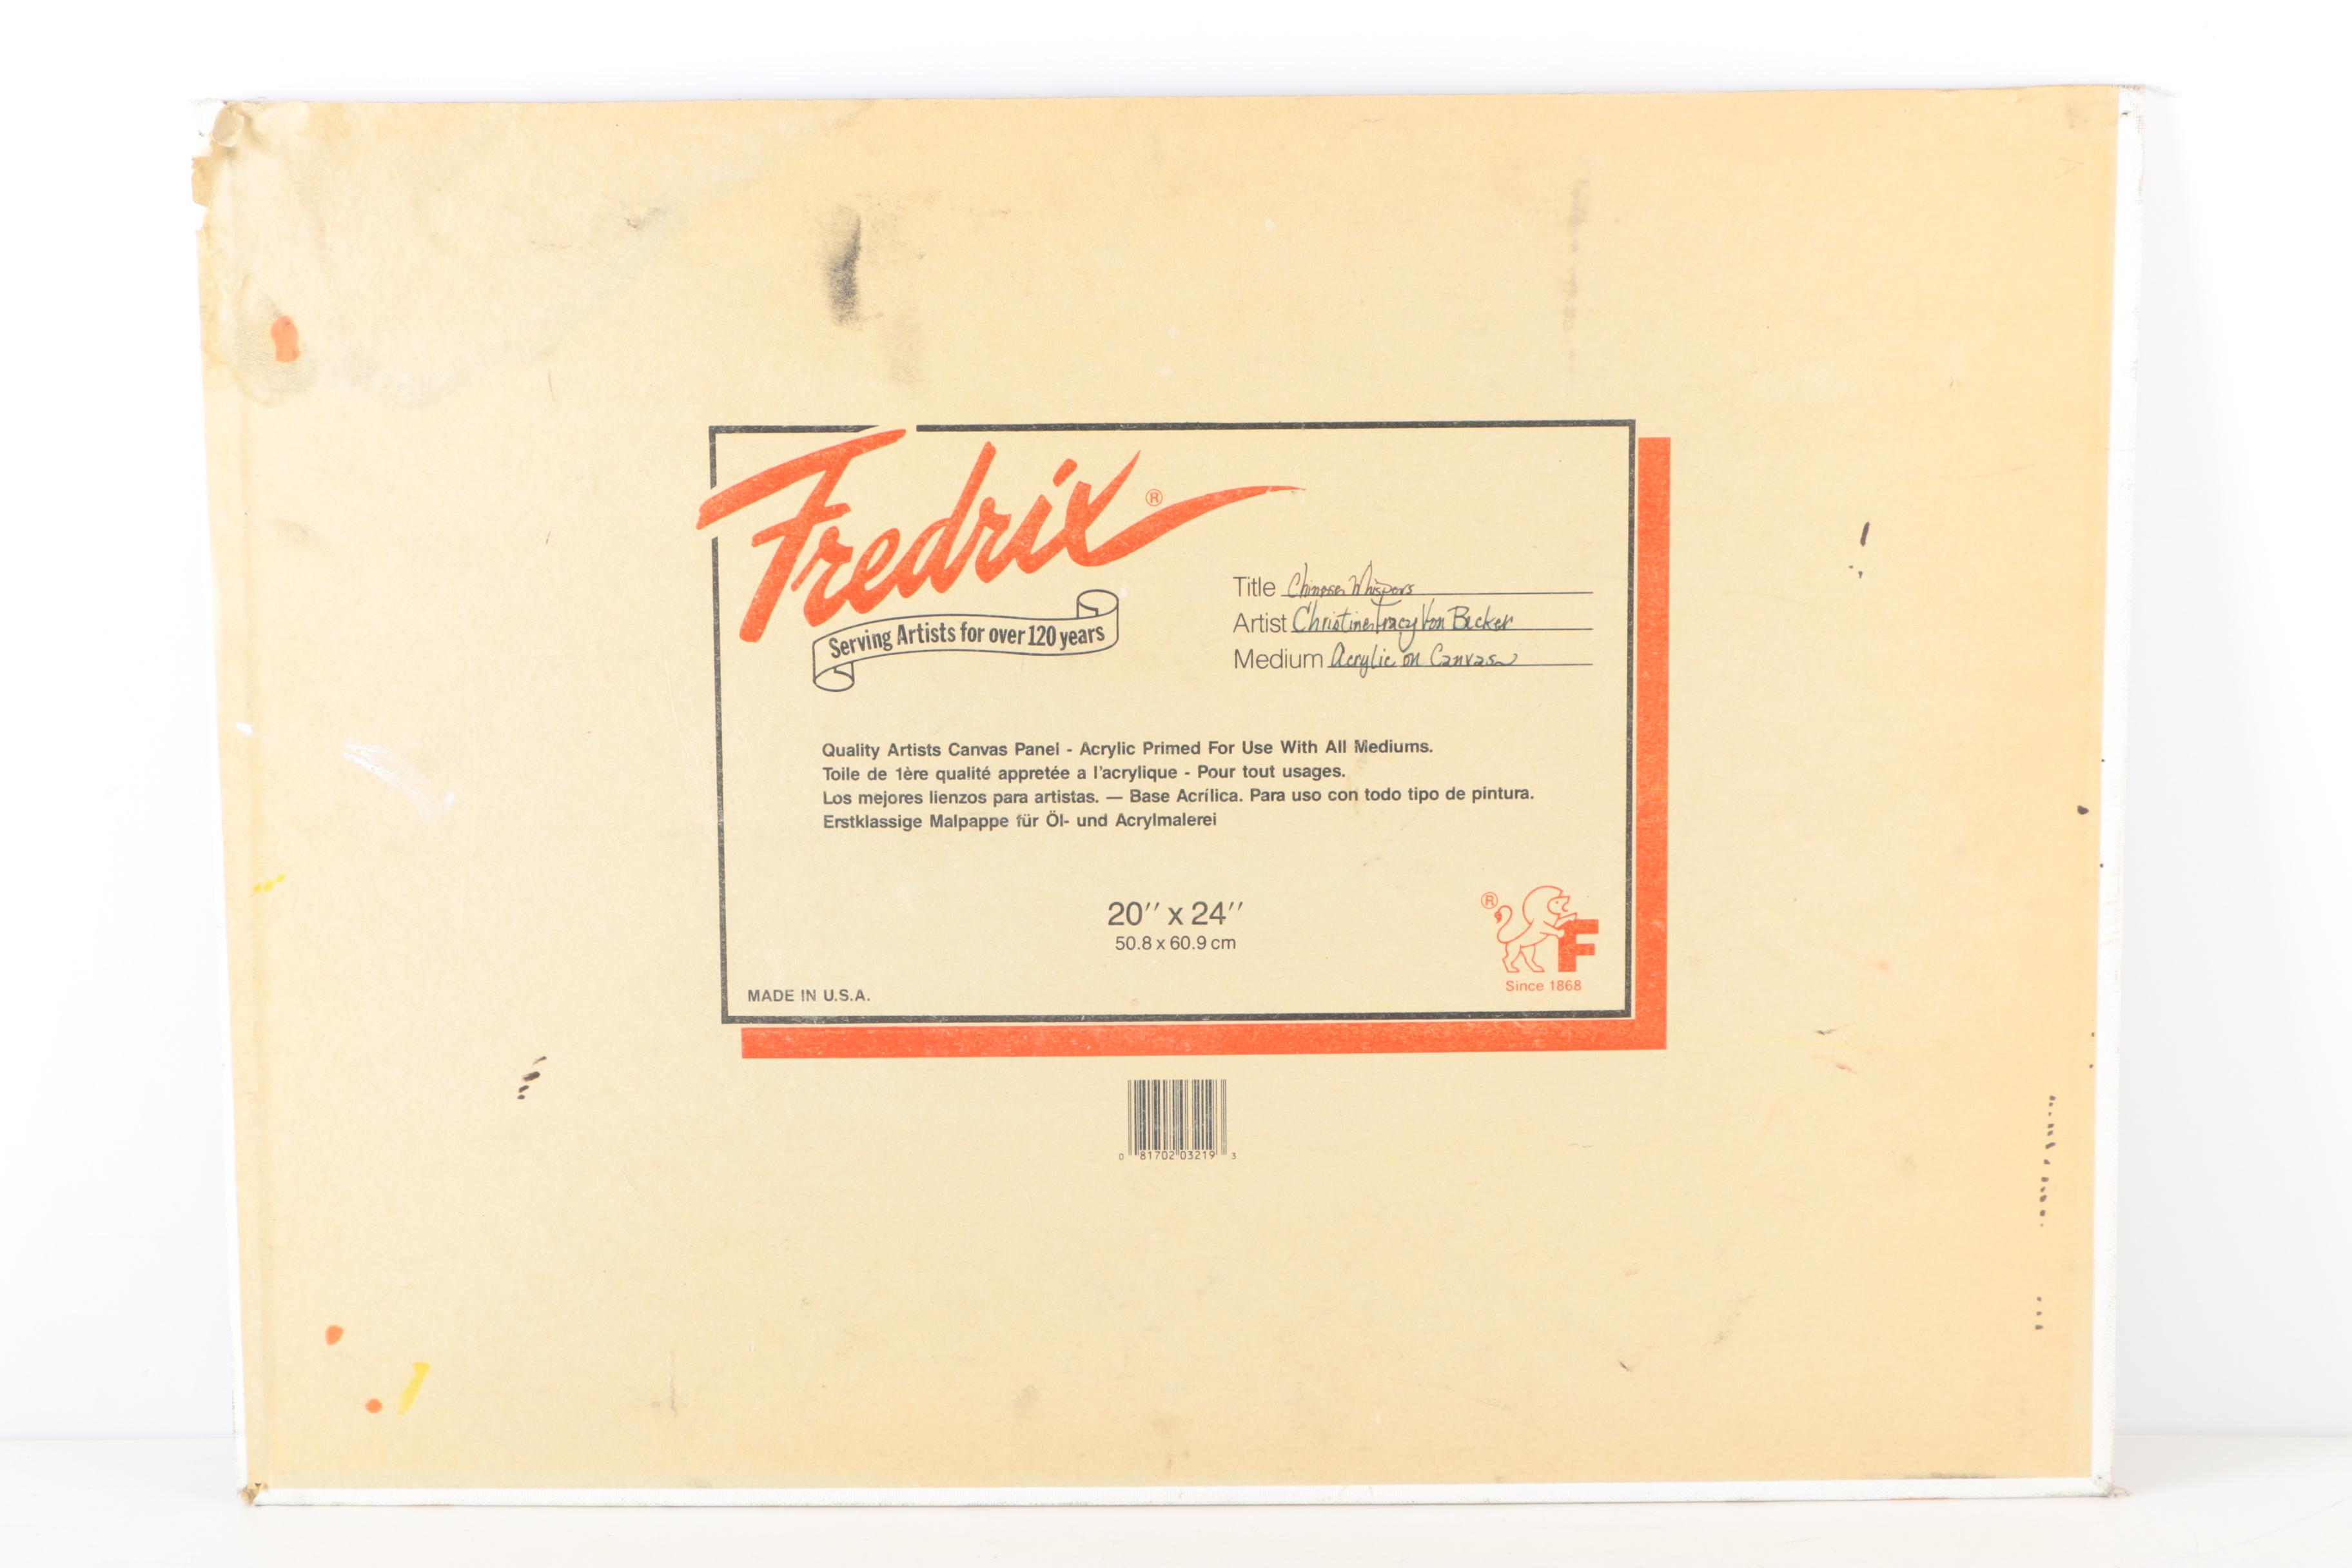 Fredrix ®
Serving Artists for over 120 years
Title Chinese Whispers
Artist Christine Tracy Von Becker
Medium Acrylic on Canvas
Quality Artists Canvas Panel - Acrylic Primed For Use With All Mediums.
Toile de 1ère qualité appretée a l'acrylique - Pour tout usages.
Los mejores lienzos para artistas. — Base Acrílica. Para uso con todo tipo de pintura.
Erstklassige Malpappe für Öl- und Acrylmalerei
20" x 24"
50.8 x 60.9 cm
® F
Since 1868
MADE IN U.S.A.
0 81702 03219 3